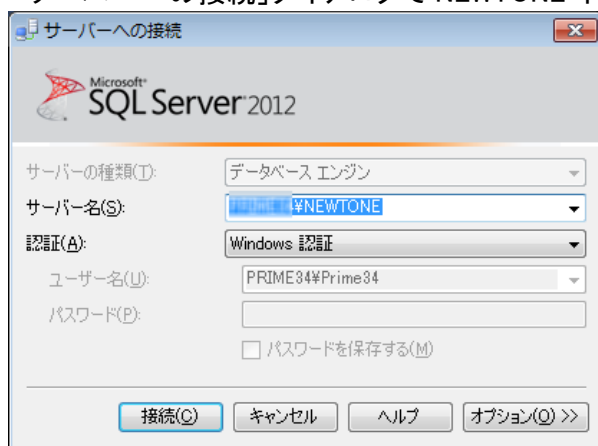 サーバーへの接続
Microsoft
SQL Server 2012
サーバーの種類(T):
データベース エンジン
サーバー名(S):
¥NEWTONE
認証(A):
Windows 認証
ユーザー名(U):
PRIME34¥Prime34
パスワード(P):
パスワードを保存する(M)
接続(C) キャンセル ヘルプ オプション(O) >>